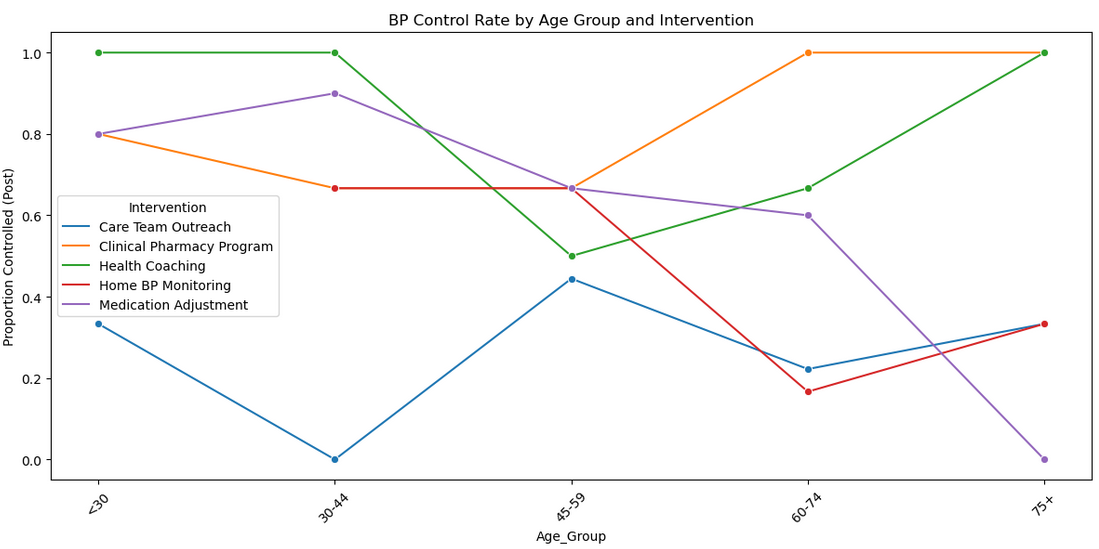 BP Control Rate by Age Group and Intervention
Proportion Controlled (Post)
1.0
0.8
0.6
0.4
0.2
0.0
Intervention
Care Team Outreach
Clinical Pharmacy Program
Health Coaching
Home BP Monitoring
Medication Adjustment
<30
30-44
45-59
60-74
75+
Age_Group